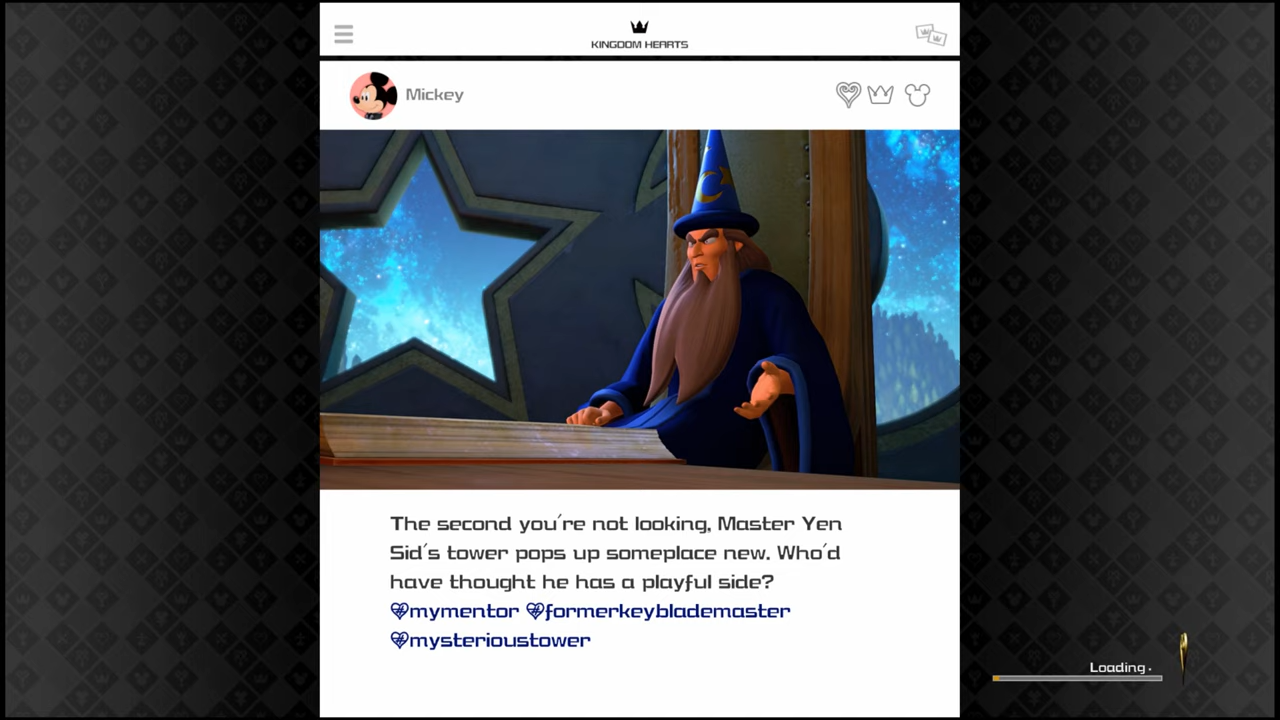 KINGDOM HEARTS
Mickey
The second you're not looking, Master Yen
Sid's tower pops up someplace new. Who'd
have thought he has a playful side?
#mymentor #formerkeyblademaster
#mysterioustower
Loading.